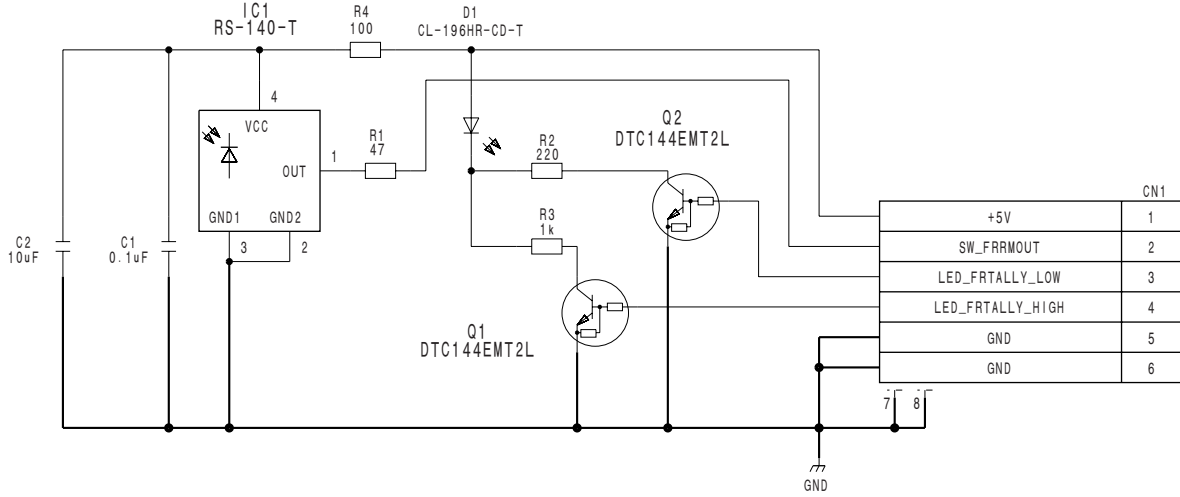 IC1
RS-140-T
R4
100
D1
CL-196HR-CD-T
4
VCC
1
OUT
R1
47
GND1
GND2
3
2
C2
10uF
C1
0.1uF
R2
220
R3
1k
Q2
DTC144EMT2L
Q1
DTC144EMT2L
CN1
+5V 1
SW_FRRMOUT 2
LED_FRTALLY_LOW 3
LED_FRTALLY_HIGH 4
GND 5
GND 6
7 8
GND